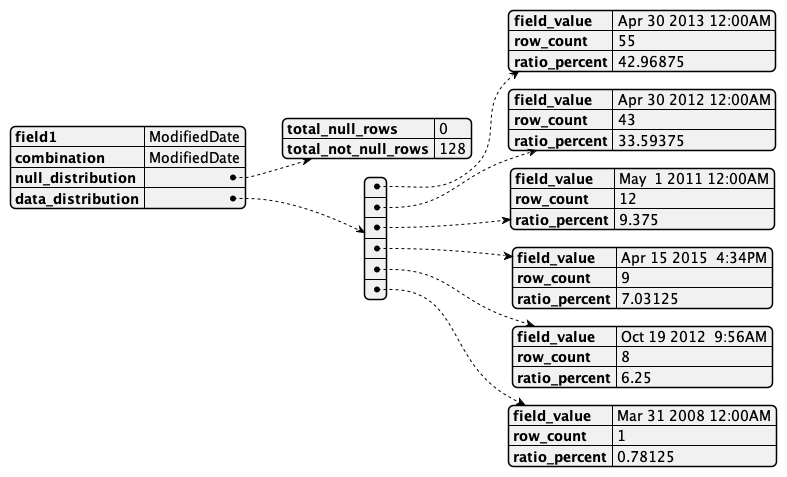 field1 ModifiedDate
combination ModifiedDate
null_distribution
data_distribution
total_null_rows 0
total_not_null_rows 128
field_value Apr 30 2013 12:00AM
row_count 55
ratio_percent 42.96875
field_value Apr 30 2012 12:00AM
row_count 43
ratio_percent 33.59375
field_value May  1 2011 12:00AM
row_count 12
ratio_percent 9.375
field_value Apr 15 2015  4:34PM
row_count 9
ratio_percent 7.03125
field_value Oct 19 2012  9:56AM
row_count 8
ratio_percent 6.25
field_value Mar 31 2008 12:00AM
row_count 1
ratio_percent 0.78125